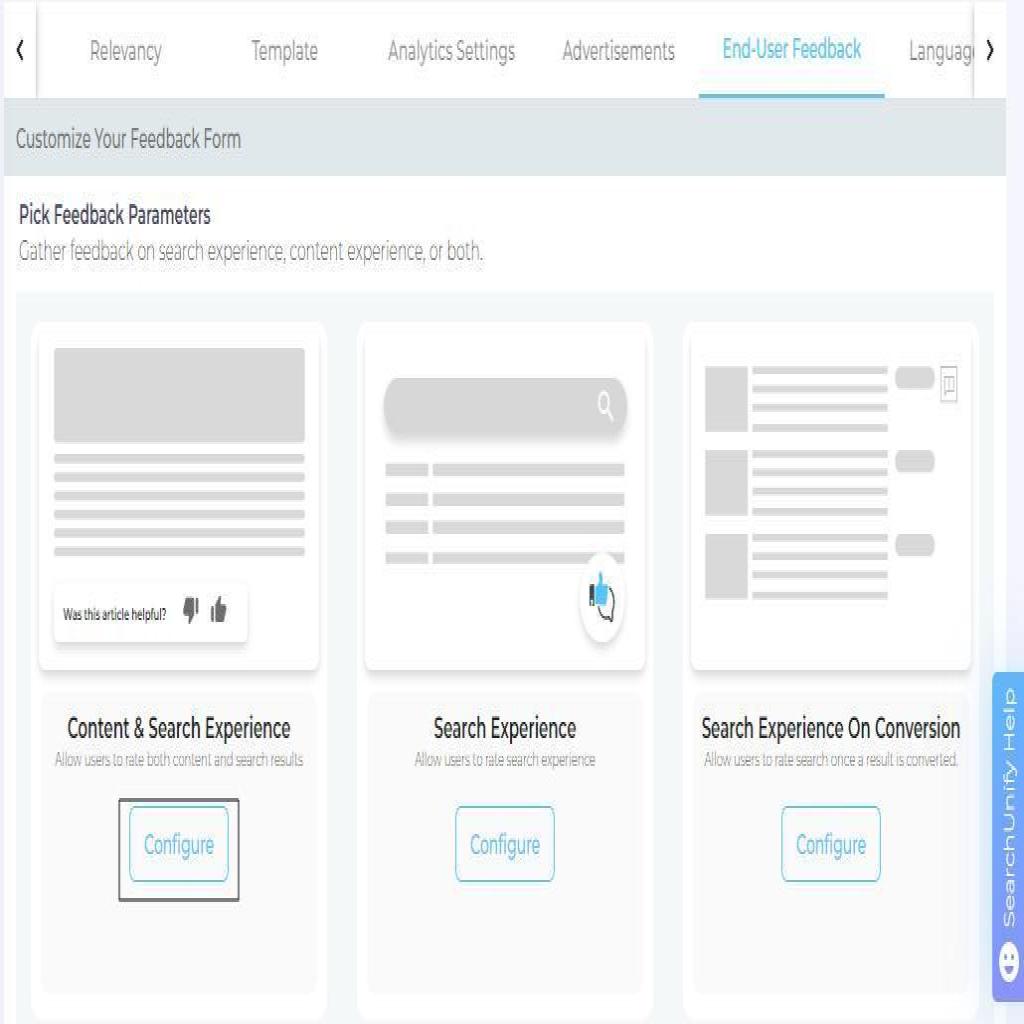 Relevancy
Template
Analytics Settings
Advertisements
End-User Feedback
Languag
Customize Your Feedback Form
Pick Feedback Parameters
Gather feedback on search experience, content experience, or both.
Was this article helpful?
Content & Search Experience
Allow users to rate both content and search results
Configure
Search Experience
Allow users to rate search experience
Configure
Search Experience On Conversion
Allow users to rate search once a result is converted.
Configure
SearchUnify Help